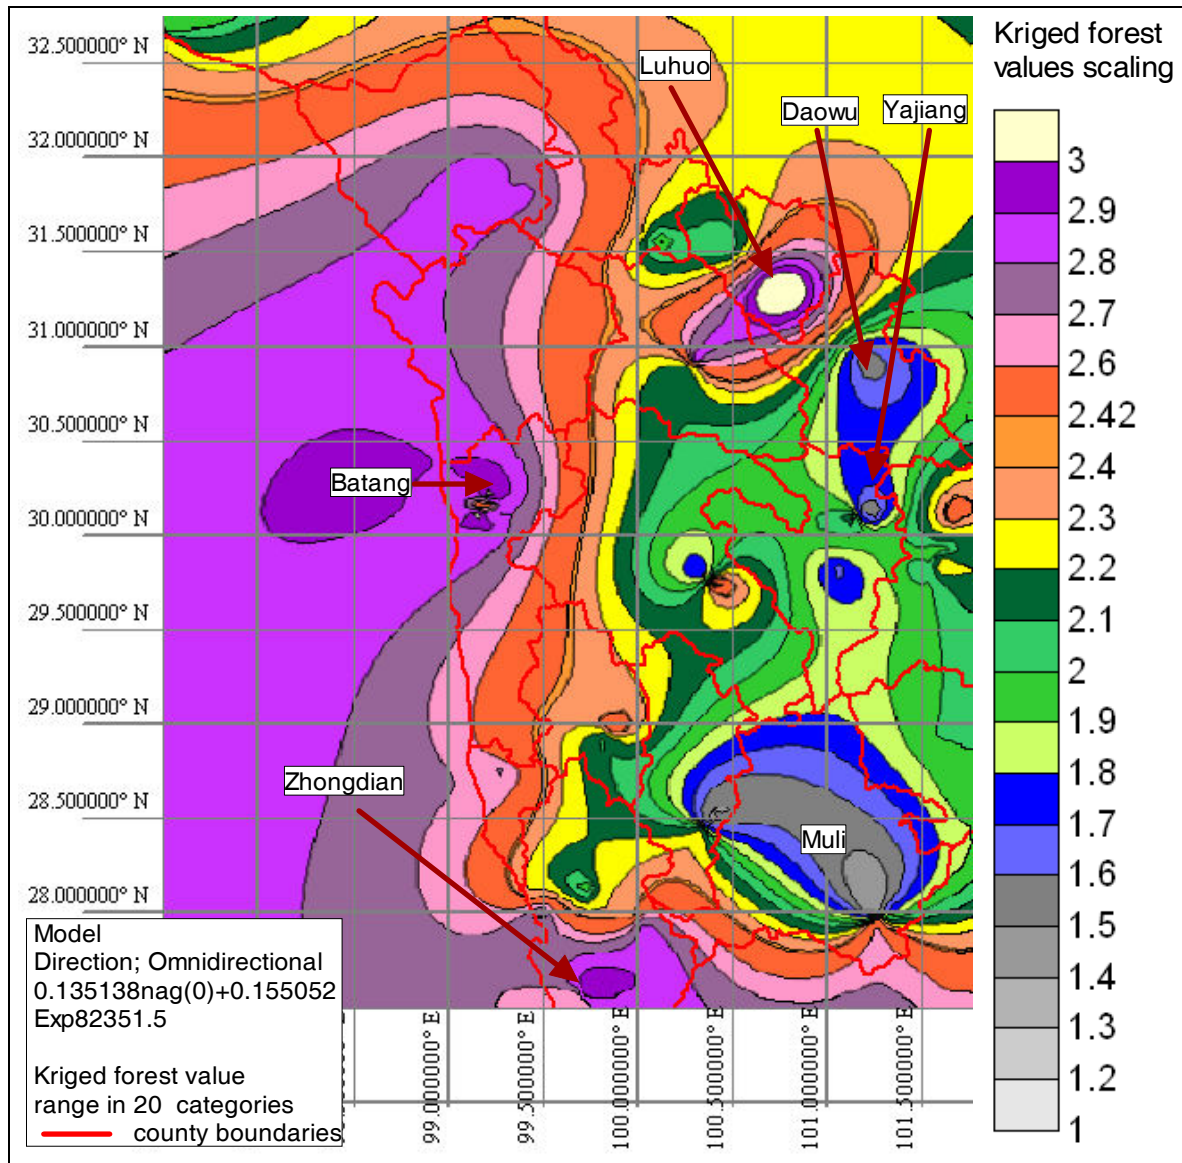 Kriged forest
values scaling
32.500000° N
32.000000° N
31.500000° N
31.000000° N
30.500000° N
30.000000° N
29.500000° N
29.000000° N
28.500000° N
28.000000° N
Luhuo
Daowu
Yajiang
Batang
Zhongdian
Muli
3
2.9
2.8
2.7
2.6
2.42
2.4
2.3
2.2
2.1
2
1.9
1.8
1.7
1.6
1.5
1.4
1.3
1.2
1
Model
Direction; Omnidirectional
0.135138nag(0)+0.155052
Exp82351.5
Kriged forest value
range in 20 categories
county boundaries
99.000000° E
99.500000° E
100.000000° E
100.500000° E
101.000000° E
101.500000° E